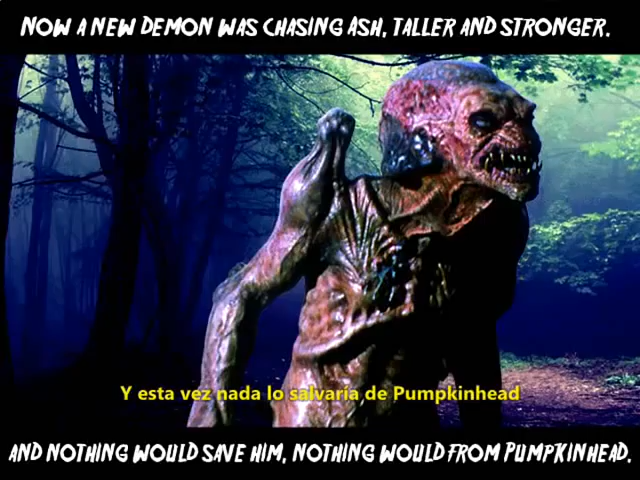 NOW A NEW DEMON WAS CHASING ASH, TALLER AND STRONGER.
Y esta vez nada lo salvaría de Pumpkinhead
AND NOTHING WOULD SAVE HIM, NOTHING WOULD FROM PUMPKINHEAD.